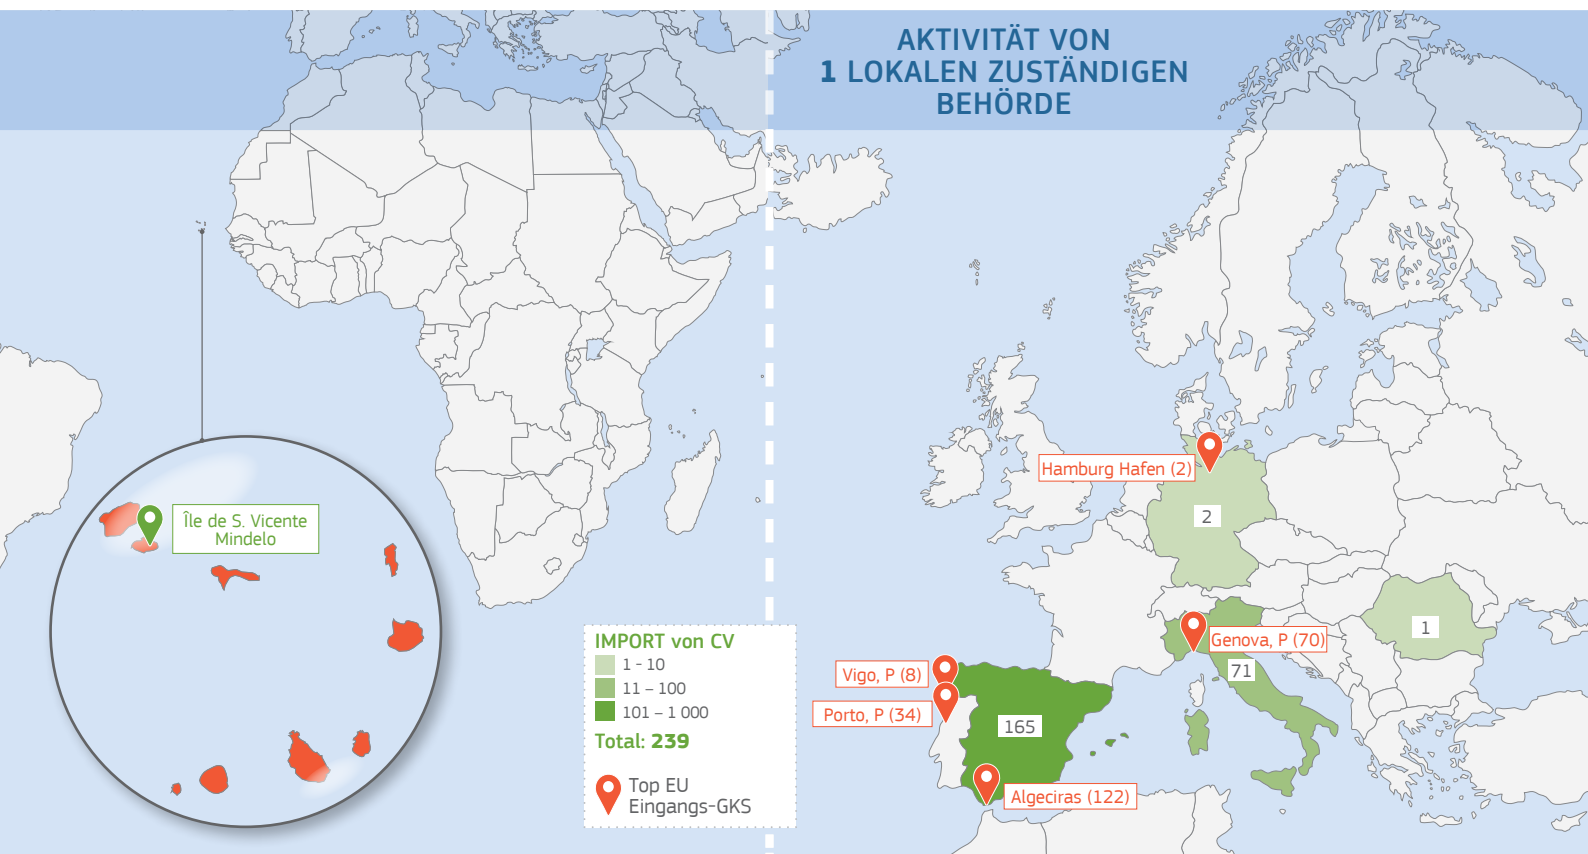 AKTIVITÄT VON
1 LOKALEN ZUSTÄNDIGEN
BEHÖRDE
Île de S. Vicente
Mindelo
IMPORT von CV
1 - 10
11 – 100
101 – 1 000
Total: 239
Top EU
Eingangs-GKS
Hamburg Hafen (2)
2
1
Genova, P (70)
71
Vigo, P (8)
Porto, P (34)
165
Algeciras (122)